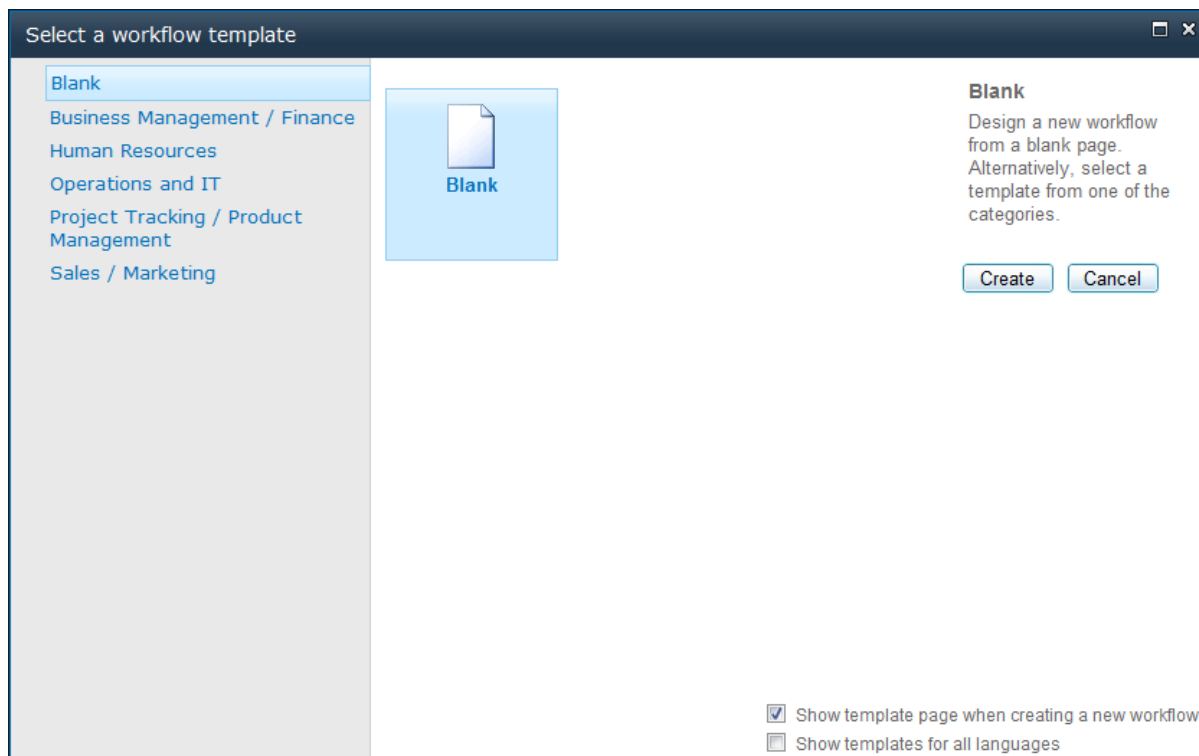 Select a workflow template
Blank
Business Management / Finance
Human Resources
Operations and IT
Project Tracking / Product
Management
Sales / Marketing
Blank
Blank
Design a new workflow
from a blank page.
Alternatively, select a
template from one of the
categories.
Create
Cancel
Show template page when creating a new workflow
Show templates for all languages